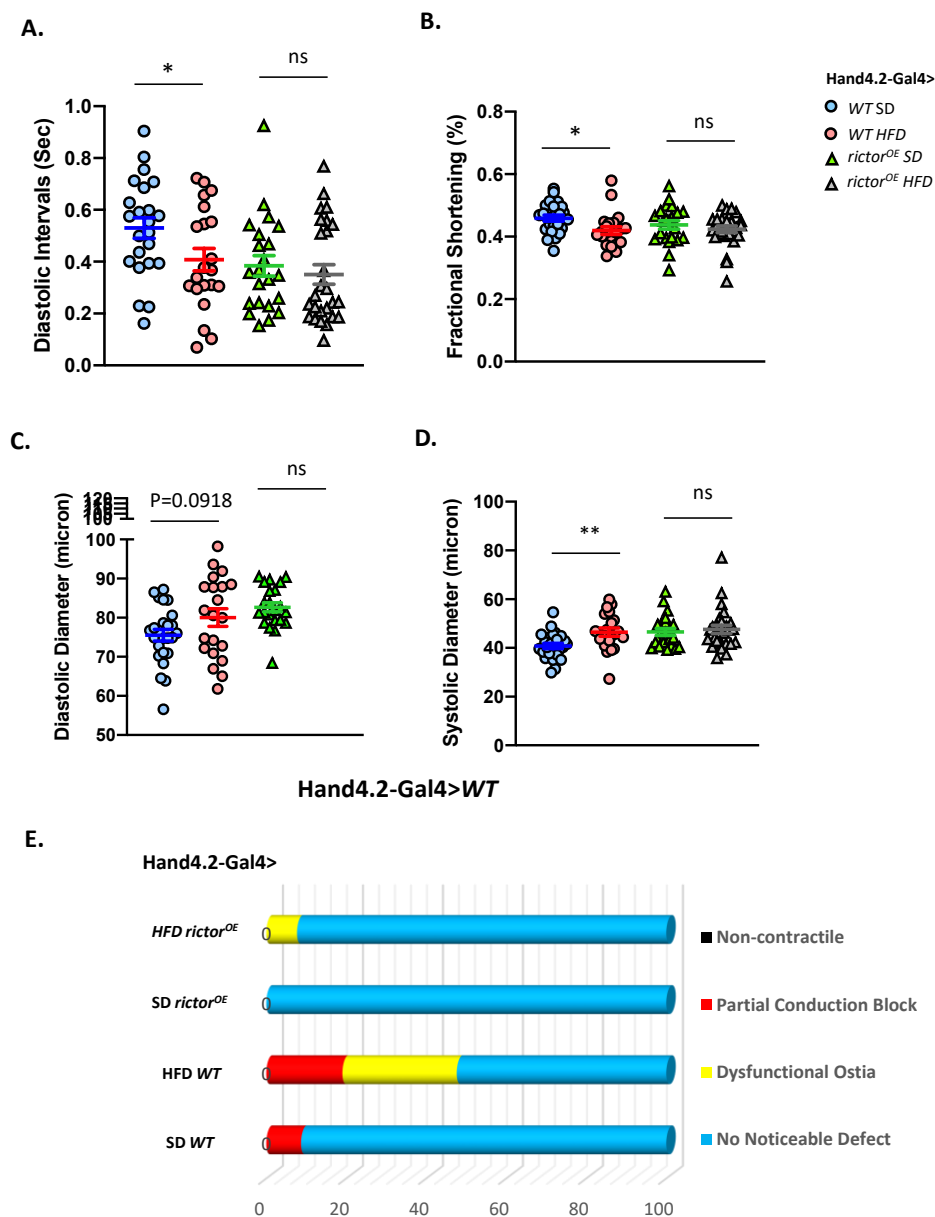 A.
*
ns
Diastolic Intervals (Sec)
1.0
0.8
0.6
0.4
0.2
0.0
B.
*
ns
Fractional Shortening (%)
0.8
0.6
0.4
0.2
0.0
Hand4.2-Gal4>
WT SD
WT HFD
rictorOE SD
rictorOE HFD
C.
P=0.0918
ns
Diastolic Diameter (micron)
120
100
100
90
80
70
60
50
D.
**
ns
Systolic Diameter (micron)
100
80
60
40
20
0
Hand4.2-Gal4>WT
E.
Hand4.2-Gal4>
HFD rictorOE
0
SD rictorOE
0
HFD WT
0
SD WT
0
0
20
40
60
80
100
Non-contractile
Partial Conduction Block
Dysfunctional Ostia
No Noticeable Defect